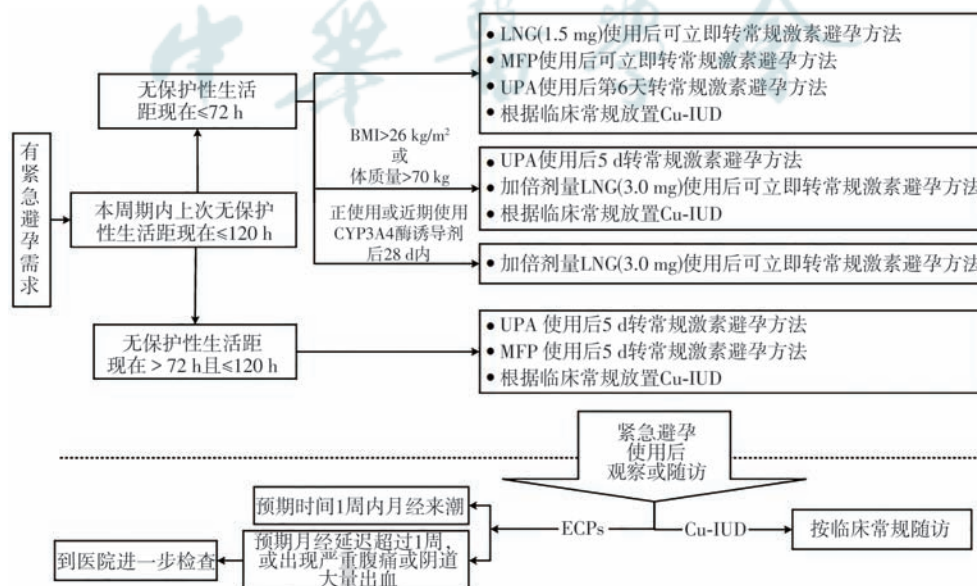 中华医学会
有紧急避孕需求
无保护性生活
距现在≤72 h
本周期内上次无保护
性生活距现在≤120 h
无保护性生活距
现在＞72 h且≤120 h
BMI>26 kg/m²
或
体质量>70 kg
正使用或近期使用
CYP3A4酶诱导剂
后28 d内
• LNG(1.5 mg)使用后可立即转常规激素避孕方法
• MFP使用后可立即转常规激素避孕方法
• UPA使用后第6天转常规激素避孕方法
• 根据临床常规放置Cu-IUD
• UPA使用后5 d转常规激素避孕方法
• 加倍剂量LNG(3.0 mg)使用后可立即转常规激素避孕方法
• 根据临床常规放置Cu-IUD
• 加倍剂量LNG(3.0 mg)使用后可立即转常规激素避孕方法
• UPA 使用后5 d转常规激素避孕方法
• MFP 使用后5 d转常规激素避孕方法
• 根据临床常规放置Cu-IUD
紧急避孕
使用后
观察或随访
ECPs
Cu-IUD
按临床常规随访
预期时间1周内月经来潮
预期月经延迟超过1周，
或出现严重腹痛或阴道
大量出血
到医院进一步检查